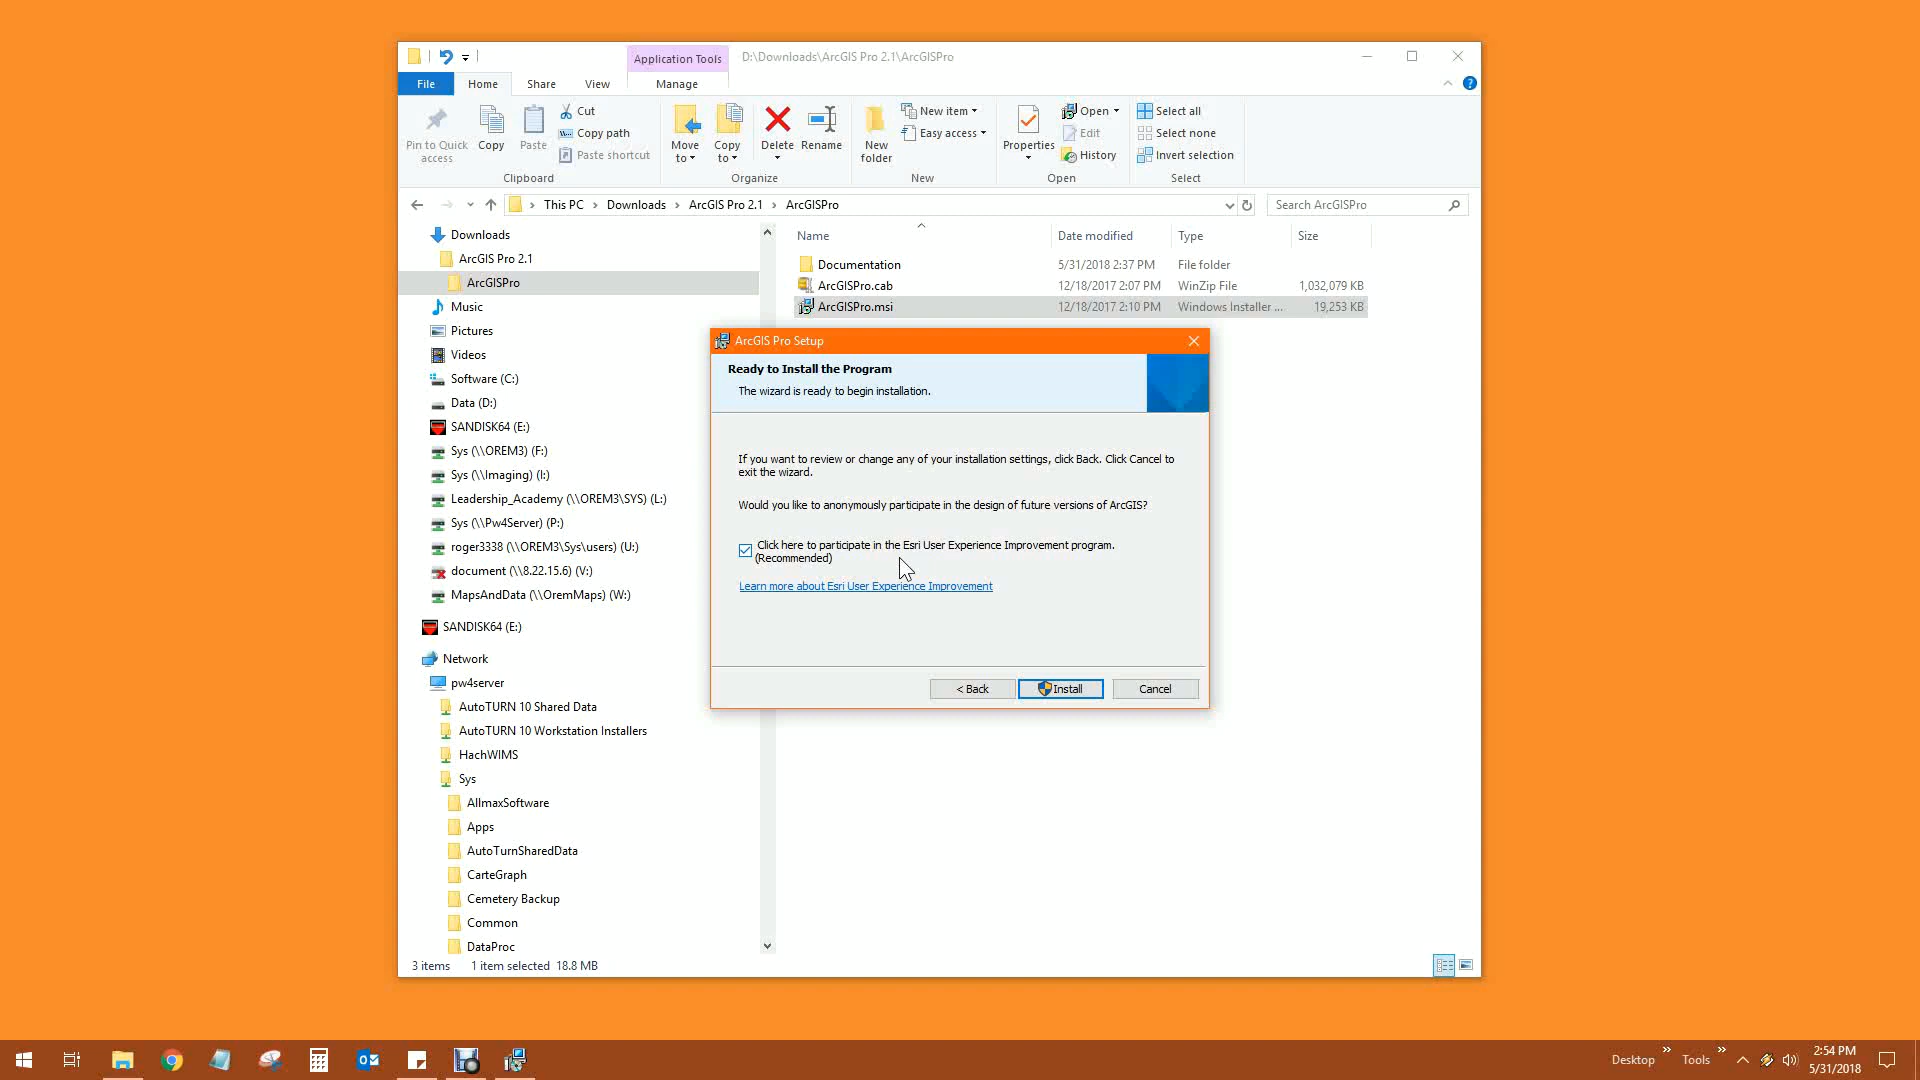 Application Tools
D:\Downloads\ArcGIS Pro 2.1\ArcGISPro
File
Home
Share
View
Manage
Pin to Quick access
Copy
Paste
Cut
Copy path
Paste shortcut
Clipboard
Move to
Copy to
Delete
Rename
Organize
New folder
New item
Easy access
New
Properties
Open
Edit
History
Open
Select all
Select none
Invert selection
Select
This PC
Downloads
ArcGIS Pro 2.1
ArcGISPro
Search ArcGISPro
Downloads
ArcGIS Pro 2.1
ArcGISPro
Music
Pictures
Videos
Software (C:)
Data (D:)
SANDISK64 (E:)
Sys (\\OREM3) (F:)
Sys (\\Imaging) (I:)
Leadership_Academy (\\OREM3\SYS) (L:)
Sys (\\Pw4Server) (P:)
roger3338 (\\OREM3\Sys\users) (U:)
document (\\8.22.15.6) (V:)
MapsAndData (\\OremMaps) (W:)
SANDISK64 (E:)
Network
pw4server
AutoTURN 10 Shared Data
AutoTURN 10 Workstation Installers
HachWIMS
Sys
AllmaxSoftware
Apps
AutoTurnSharedData
CarteGraph
Cemetery Backup
Common
DataProc
Name Date modified Type Size
Documentation 5/31/2018 2:37 PM File folder
ArcGISPro.cab 12/18/2017 2:07 PM WinZip File 1,032,079 KB
ArcGISPro.msi 12/18/2017 2:10 PM Windows Installer ... 19,253 KB
ArcGIS Pro Setup
Ready to Install the Program
The wizard is ready to begin installation.
If you want to review or change any of your installation settings, click Back. Click Cancel to
exit the wizard.
Would you like to anonymously participate in the design of future versions of ArcGIS?
Click here to participate in the Esri User Experience Improvement program.
(Recommended)
Learn more about Esri User Experience Improvement
< Back
Install
Cancel
3 items 1 item selected 18.8 MB
Desktop
Tools
2:54 PM
5/31/2018